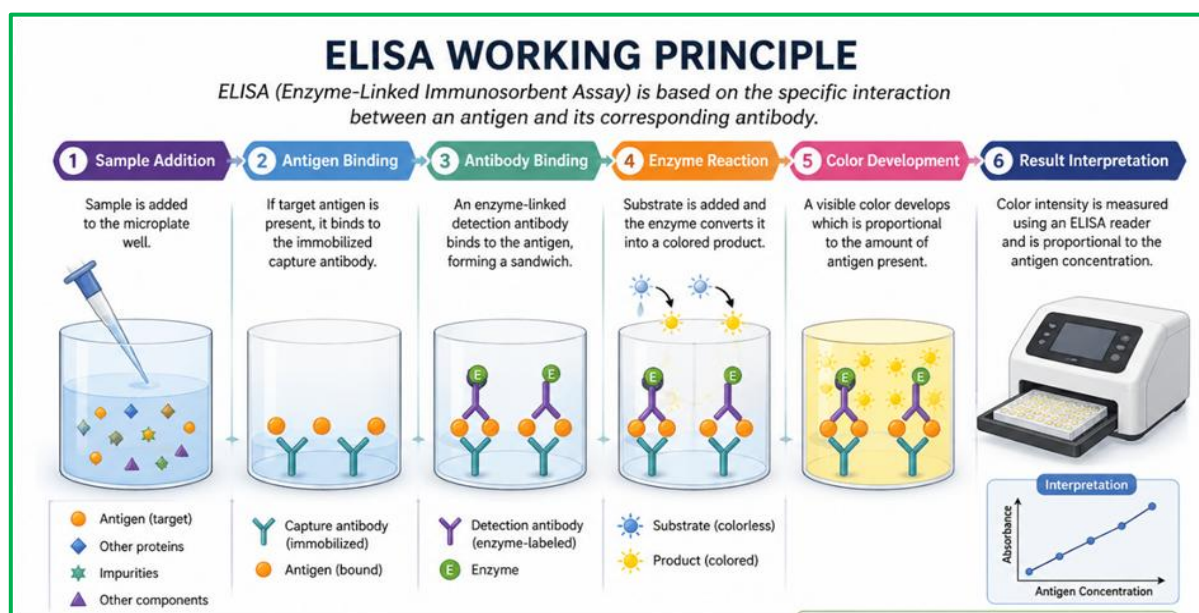 ELISA WORKING PRINCIPLE
ELISA (Enzyme-Linked Immunosorbent Assay) is based on the specific interaction
between an antigen and its corresponding antibody.
1 Sample Addition
Sample is added
to the microplate
well.
Antigen (target)
Other proteins
Impurities
Other components
2 Antigen Binding
If target antigen is
present, it binds to
the immobilized
capture antibody.
Capture antibody
(immobilized)
Antigen (bound)
3 Antibody Binding
An enzyme-linked
detection antibody
binds to the antigen,
forming a sandwich.
E
E
Detection antibody
(enzyme-labeled)
E Enzyme
4 Enzyme Reaction
Substrate is added and
the enzyme converts it
into a colored product.
E
E
Substrate (colorless)
Product (colored)
5 Color Development
A visible color develops
which is proportional
to the amount of
antigen present.
E
E
6 Result Interpretation
Color intensity is measured
using an ELISA reader
and is proportional to the
antigen concentration.
Interpretation
Absorbance
Antigen Concentration